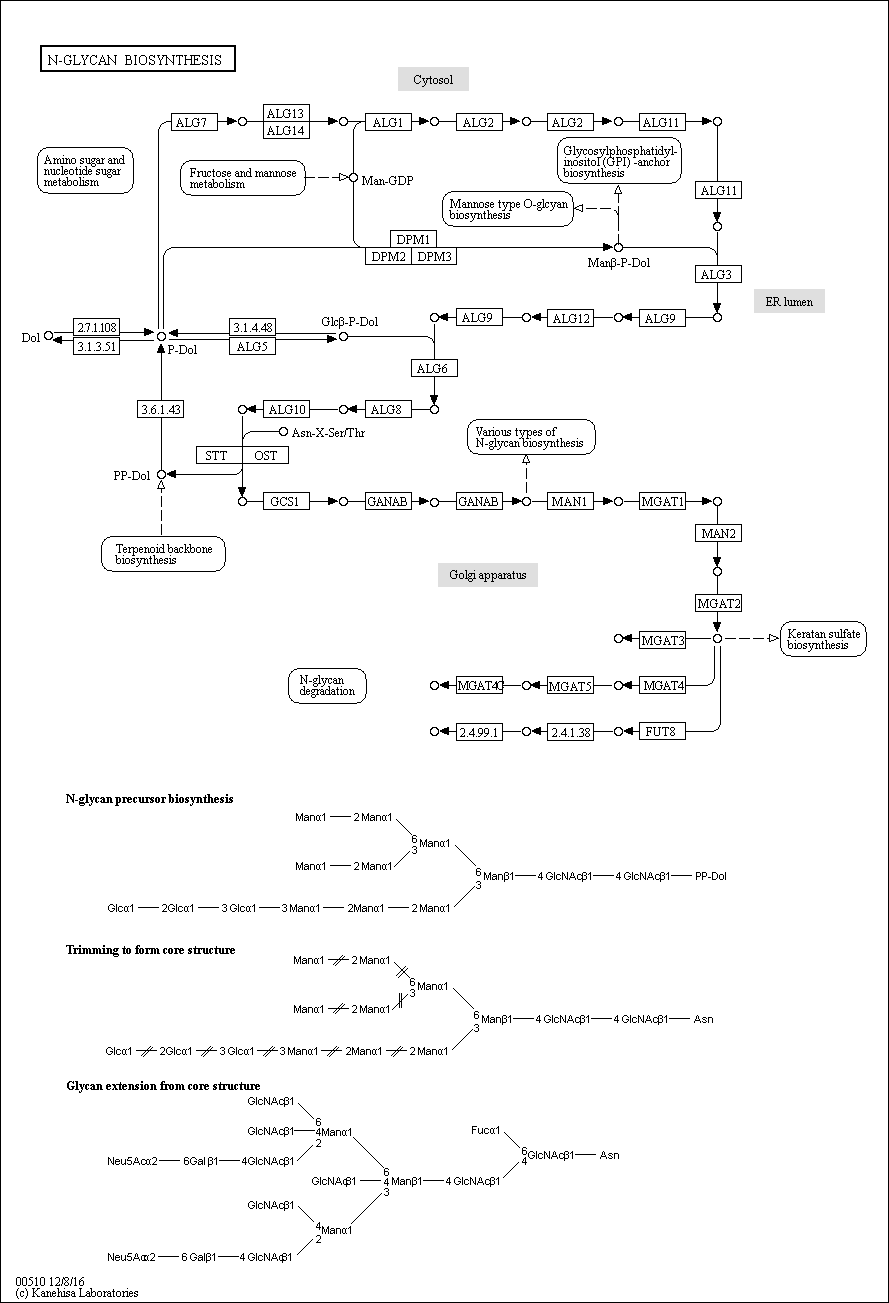 N-GLYCAN BIOSYNTHESIS
Cytosol
ALG7
ALG13
ALG14
ALG1
ALG2
ALG2
ALG11
Amino sugar and
nucleotide sugar
metabolism
Fructose and mannose
metabolism
Man-GDP
Glycosylphosphatidyl-
inositol (GPI) -anchor
biosynthesis
Mannose type O-glcyan
biosynthesis
ALG11
DPM1
DPM2
DPM3
Manβ-P-Dol
ALG3
ER lumen
Dol
2.7.1.108
3.1.3.51
P-Dol
3.1.4.48
ALG5
Glcβ-P-Dol
ALG9
ALG12
ALG9
ALG6
3.6.1.43
ALG10
ALG8
Asn-X-Ser/Thr
STT
OST
Various types of
N-glycan biosynthesis
PP-Dol
GCS1
GANAB
GANAB
MAN1
MGAT1
MAN2
Terpenoid backbone
biosynthesis
Golgi apparatus
MGAT2
MGAT3
Keratan sulfate
biosynthesis
N-glycan
degradation
MGAT4C
MGAT5
MGAT4
2.4.99.1
2.4.1.38
FUT8
N-glycan precursor biosynthesis
Manα1 2 Manα1
6
3 Manα1
Manα1 2 Manα1
6
3 Manβ1 4 GlcNAcβ1 4 GlcNAcβ1 PP-Dol
Glcα1 2Glcα1 3 Glcα1 3 Manα1 2Manα1 2 Manα1
Trimming to form core structure
Manα1 2 Manα1
6
3 Manα1
Manα1 2 Manα1
6
3 Manβ1 4 GlcNAcβ1 4 GlcNAcβ1 Asn
Glcα1 2Glcα1 3 Glcα1 3 Manα1 2Manα1 2 Manα1
Glycan extension from core structure
GlcNAcβ1
6
GlcNAcβ1 4Manα1
2
Fucα1
6
4 GlcNAcβ1 Asn
Neu5Acα2 6Galβ1 4GlcNAcβ1
6
GlcNAcβ1 4 Manβ1 4 GlcNAcβ1
3
GlcNAcβ1
4
2 Manα1
Neu5Acα2 6 Galβ1 4 GlcNAcβ1
00510 12/8/16
(c) Kanehisa Laboratories